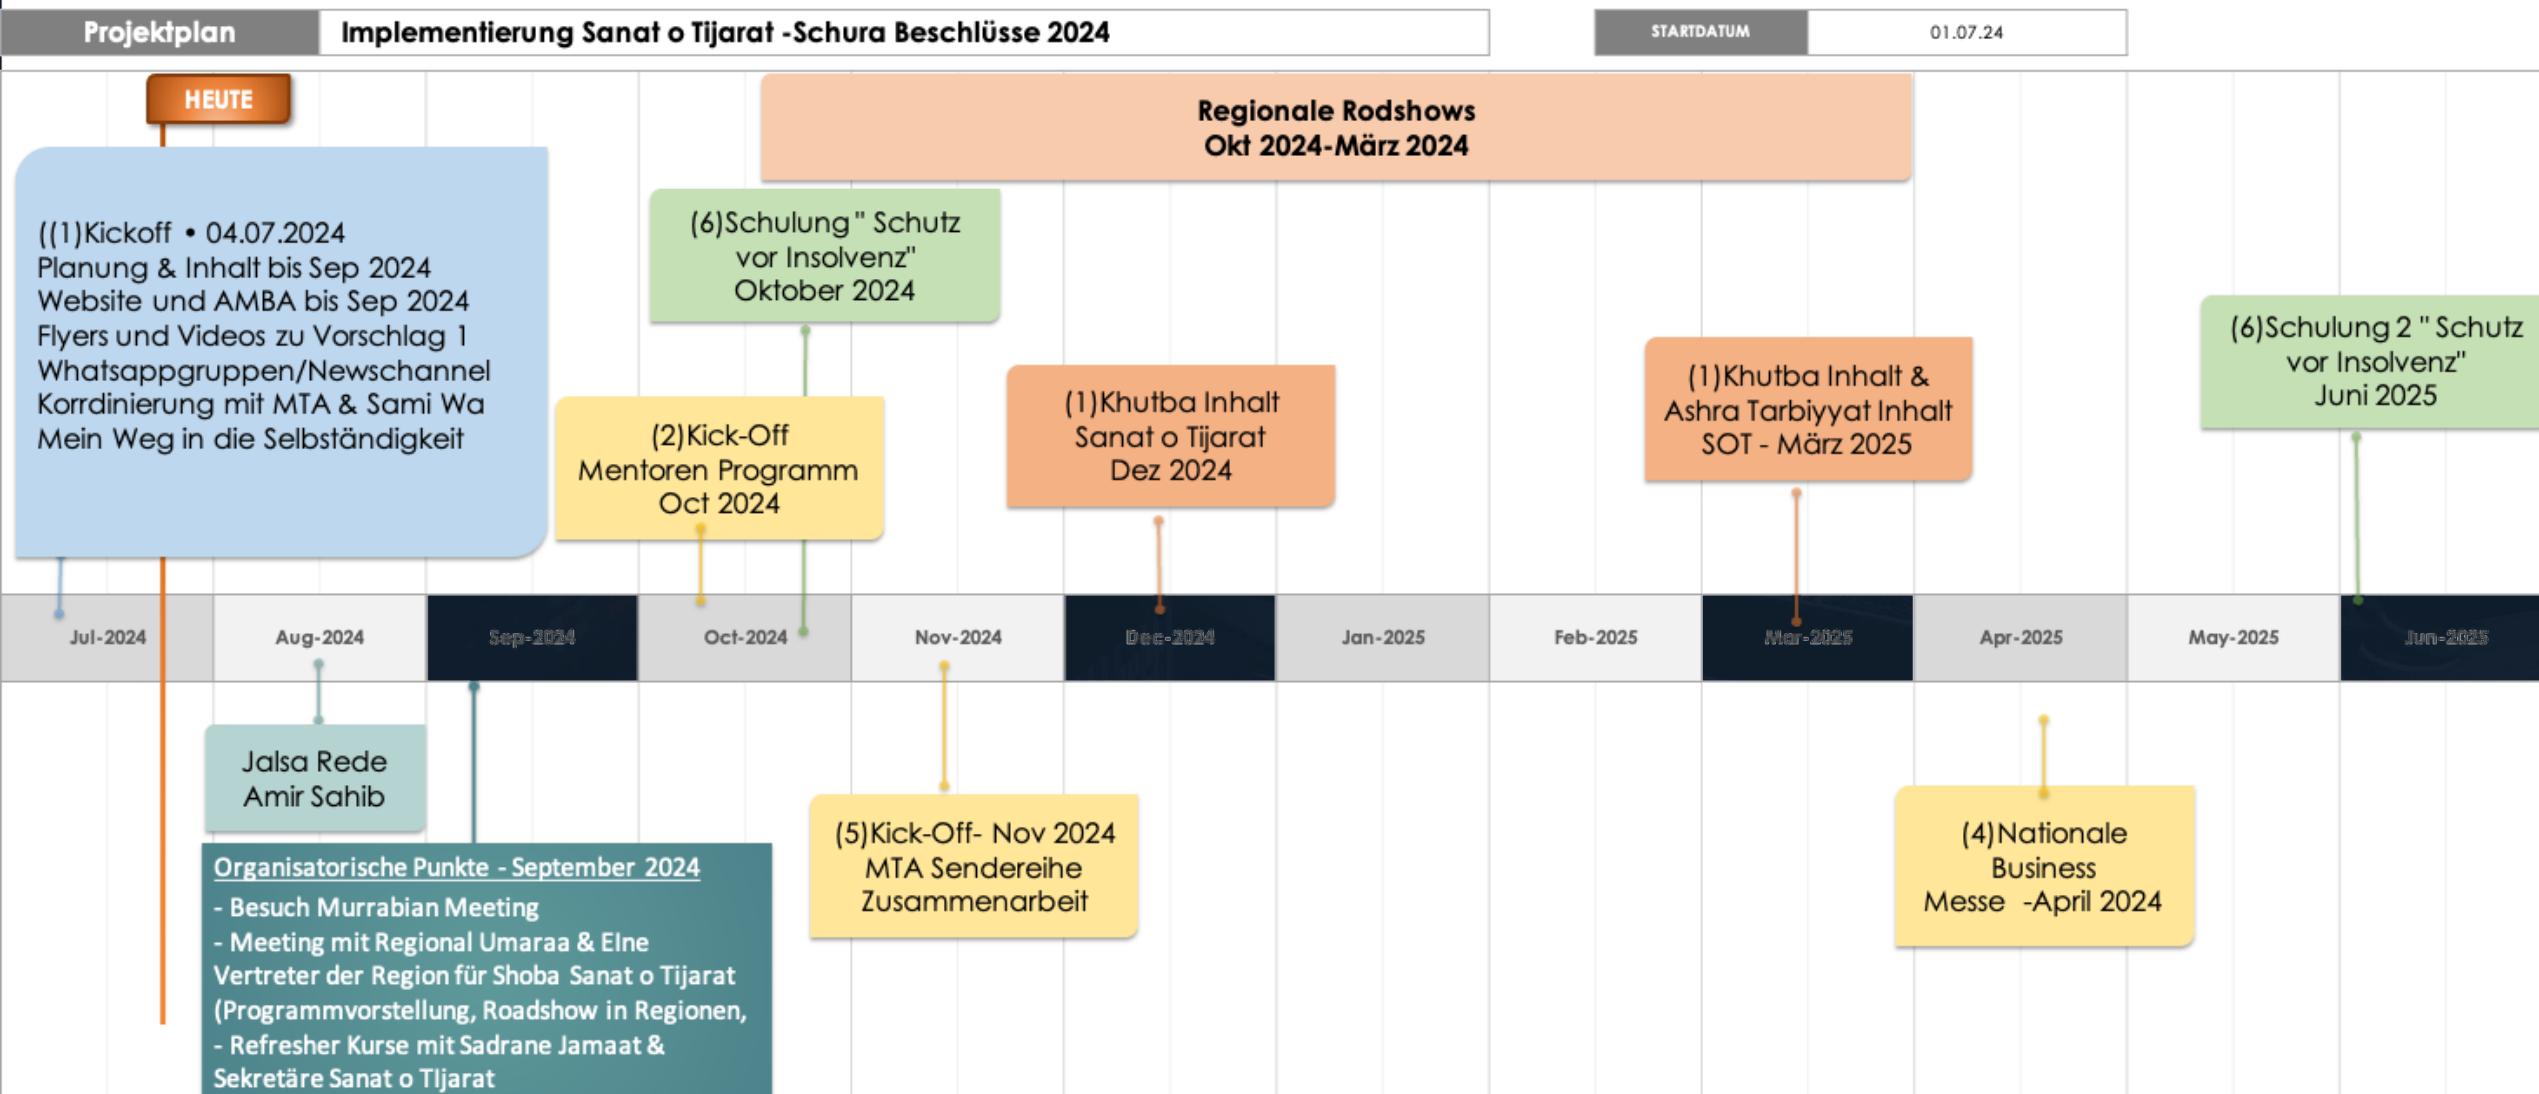 Projektplan
Implementierung Sanat o Tijarat -Schura Beschlüsse 2024
STARTDATUM
01.07.24
HEUTE
Regionale Rodshows
Okt 2024-März 2024
((1)Kickoff • 04.07.2024
Planung & Inhalt bis Sep 2024
Website und AMBA bis Sep 2024
Flyers und Videos zu Vorschlag 1
Whatsappgruppen/Newschannel
Korrdinierung mit MTA & Sami Wa
Mein Weg in die Selbständigkeit
(6)Schulung " Schutz
vor Insolvenz"
Oktober 2024
(2)Kick-Off
Mentoren Programm
Oct 2024
(1)Khutba Inhalt
Sanat o Tijarat
Dez 2024
(1)Khutba Inhalt &
Ashra Tarbiyyat Inhalt
SOT - März 2025
(6)Schulung 2 " Schutz
vor Insolvenz"
Juni 2025
Jul-2024
Aug-2024
Sep-2024
Oct-2024
Nov-2024
Dec-2024
Jan-2025
Feb-2025
Mar-2025
Apr-2025
May-2025
Jun-2025
Jalsa Rede
Amir Sahib
Organisatorische Punkte - September 2024
- Besuch Murrabian Meeting
- Meeting mit Regional Umaraa & EIne
Vertreter der Region für Shoba Sanat o Tijarat
(Programmvorstellung, Roadshow in Regionen,
- Refresher Kurse mit Sadrane Jamaat &
Sekretäre Sanat o TIjarat
(5)Kick-Off- Nov 2024
MTA Sendereihe
Zusammenarbeit
(4)Nationale
Business
Messe -April 2024